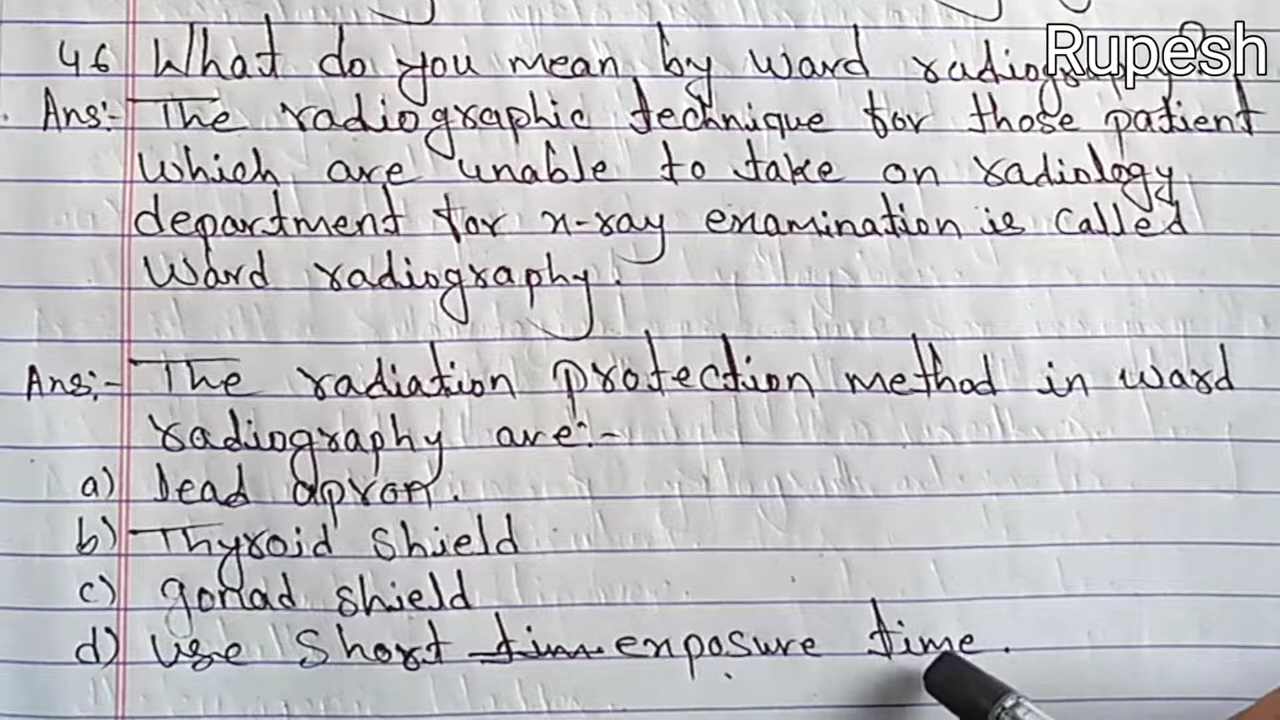 Rupesh
46 What do you mean by ward radiography?
Ans:- The radiographic technique for those patient
which are unable to take on radiology
department for x-ray examination is called
ward radiography.
Ans:- The radiation protection method in ward
radiography are:-
a) Lead apron.
b) Thyroid shield
c) gonad shield
d) Use short tim exposure time.